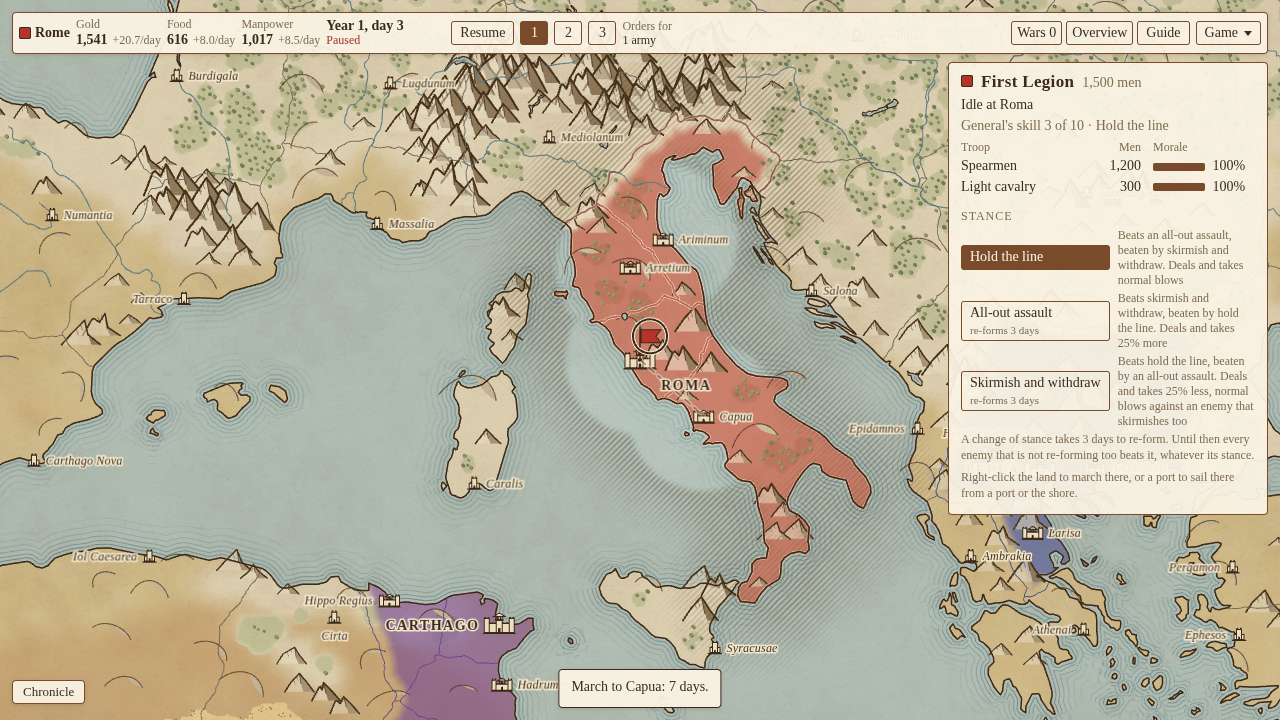 Rome
Gold
1,541 +20.7/day
Food
616 +8.0/day
Manpower
1,017 +8.5/day
Year 1, day 3
Paused
Resume
1
2
3
Orders for
1 army
Wars 0
Overview
Guide
Game
First Legion 1,500 men
Idle at Roma
General's skill 3 of 10 · Hold the line
Troop Men Morale
Spearmen 1,200 100%
Light cavalry 300 100%
STANCE
Hold the line
Beats an all-out assault,
beaten by skirmish and
withdraw. Deals and takes
normal blows
All-out assault
re-forms 3 days
Beats skirmish and
withdraw, beaten by hold
the line. Deals and takes
25% more
Skirmish and withdraw
re-forms 3 days
Beats hold the line, beaten
by an all-out assault. Deals
and takes 25% less, normal
blows against an enemy that
skirmishes too
A change of stance takes 3 days to re-form. Until then every
enemy that is not re-forming too beats it, whatever its stance.
Right-click the land to march there, or a port to sail there
from a port or the shore.
Burdigala
Lugdunum
Mediolanum
Numantia
Massalia
Ariminum
Arretium
Tarraco
Salona
ROMA
Capua
Epidamnos
Carthago Nova
Caralis
Larisa
Iol Caesarea
Ambrakia
Pergamon
Hippo Regius
CARTHAGO
Cirta
Athenai
Ephesos
Syracusae
Hadrum
March to Capua: 7 days.
Chronicle